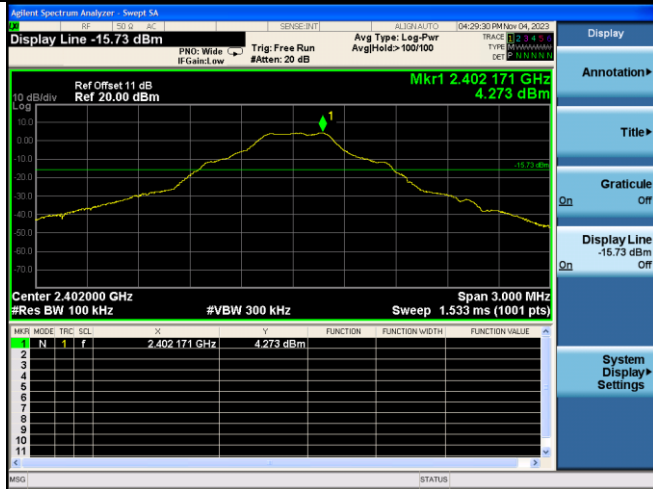 Agilent Spectrum Analyzer - Swept SA
RF 50 Ω AC SENSE:INT ALIGN AUTO 04:29:30 PM Nov 04, 2023
Display Line -15.73 dBm
PNO: Wide
IFGain:Low
Trig: Free Run
#Atten: 20 dB
Avg Type: Log-Pwr
Avg|Hold:>100/100
TRACE 1 2 3 4 5 6
TYPE M
DET P N N N N N
Ref Offset 11 dB
Ref 20.00 dBm
10 dB/div
Log
Mkr1 2.402 171 GHz
4.273 dBm
1
10.0
0.00
-10.0
-20.0
-30.0
-40.0
-50.0
-60.0
-70.0
-15.73 dBm
Center 2.402000 GHz Span 3.000 MHz
#Res BW 100 kHz #VBW 300 kHz Sweep 1.533 ms (1001 pts)
MKR MODE TRC SCL X Y FUNCTION FUNCTION WIDTH FUNCTION VALUE
1 N 1 f 2.402 171 GHz 4.273 dBm
2
3
4
5
6
7
8
9
10
11
MSG STATUS
Display
Annotation
Title
Graticule
On Off
Display Line
-15.73 dBm
On Off
System
Display
Settings